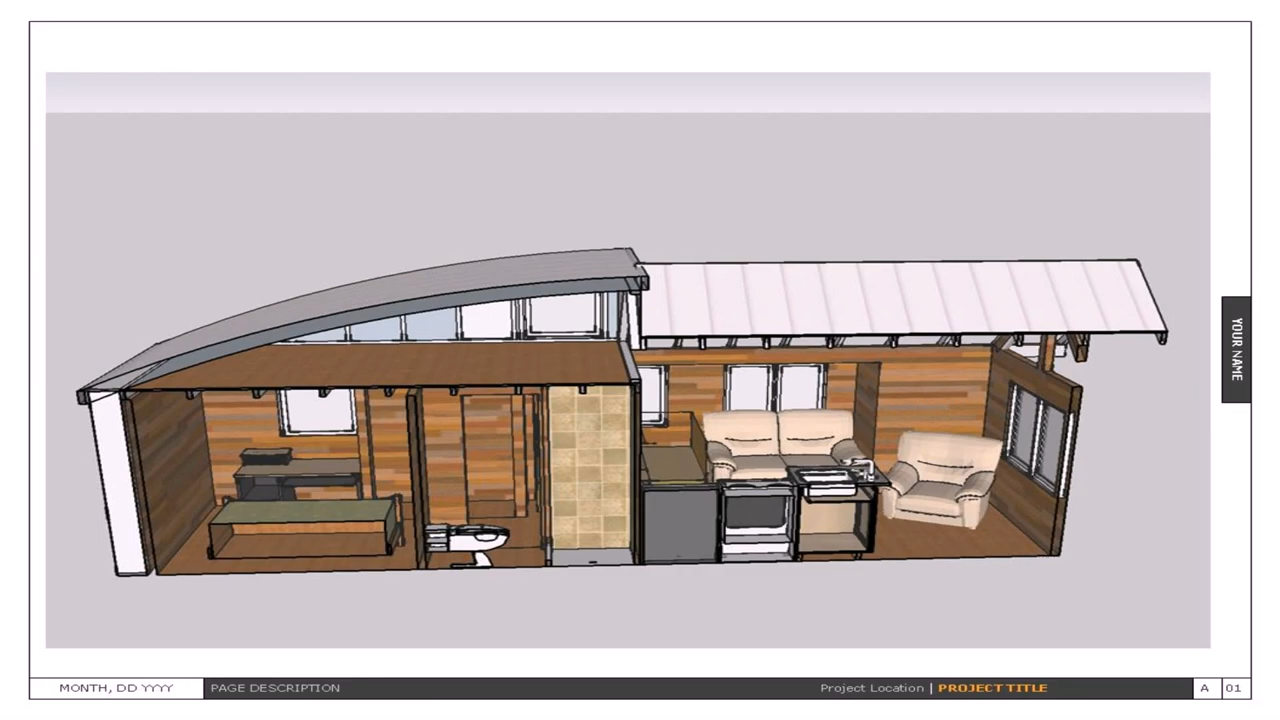 YOUR NAME
MONTH, DD YYYY
PAGE DESCRIPTION
Project Location | PROJECT TITLE
A
01